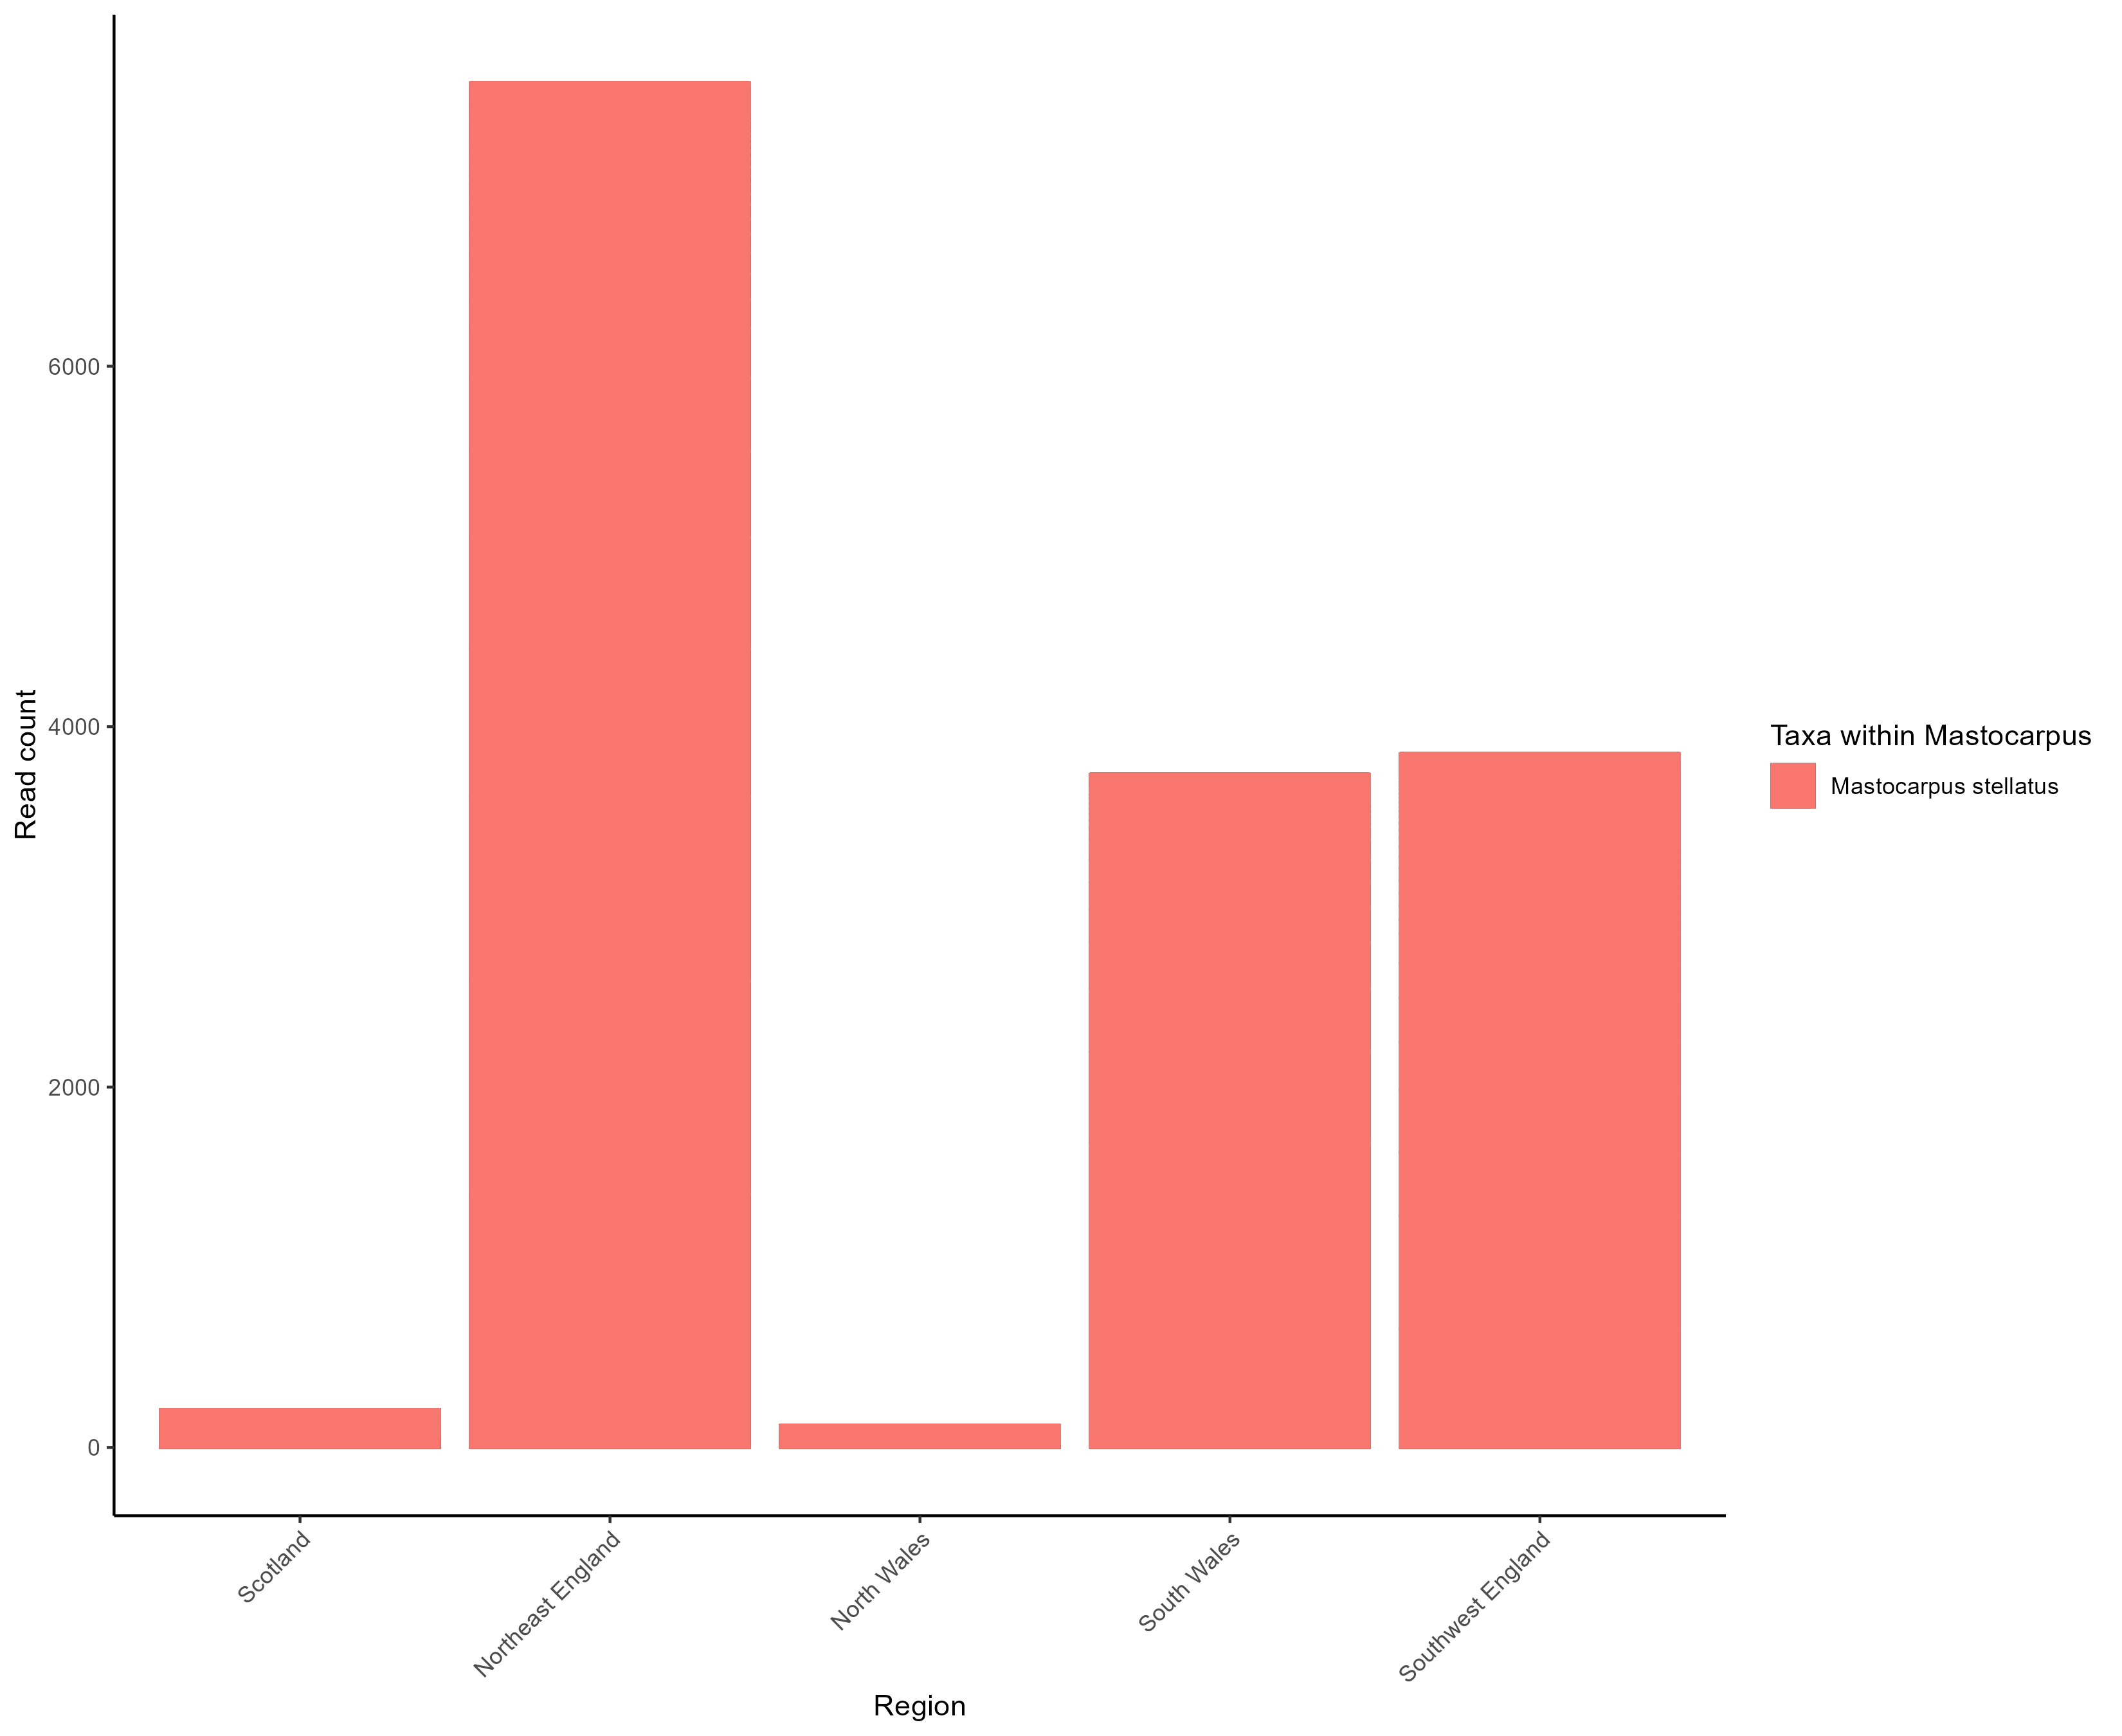 Read count
6000
4000
2000
0
Scotland
Northeast England
North Wales
South Wales
Southwest England
Region
Taxa within Mastocarpus
Mastocarpus stellatus